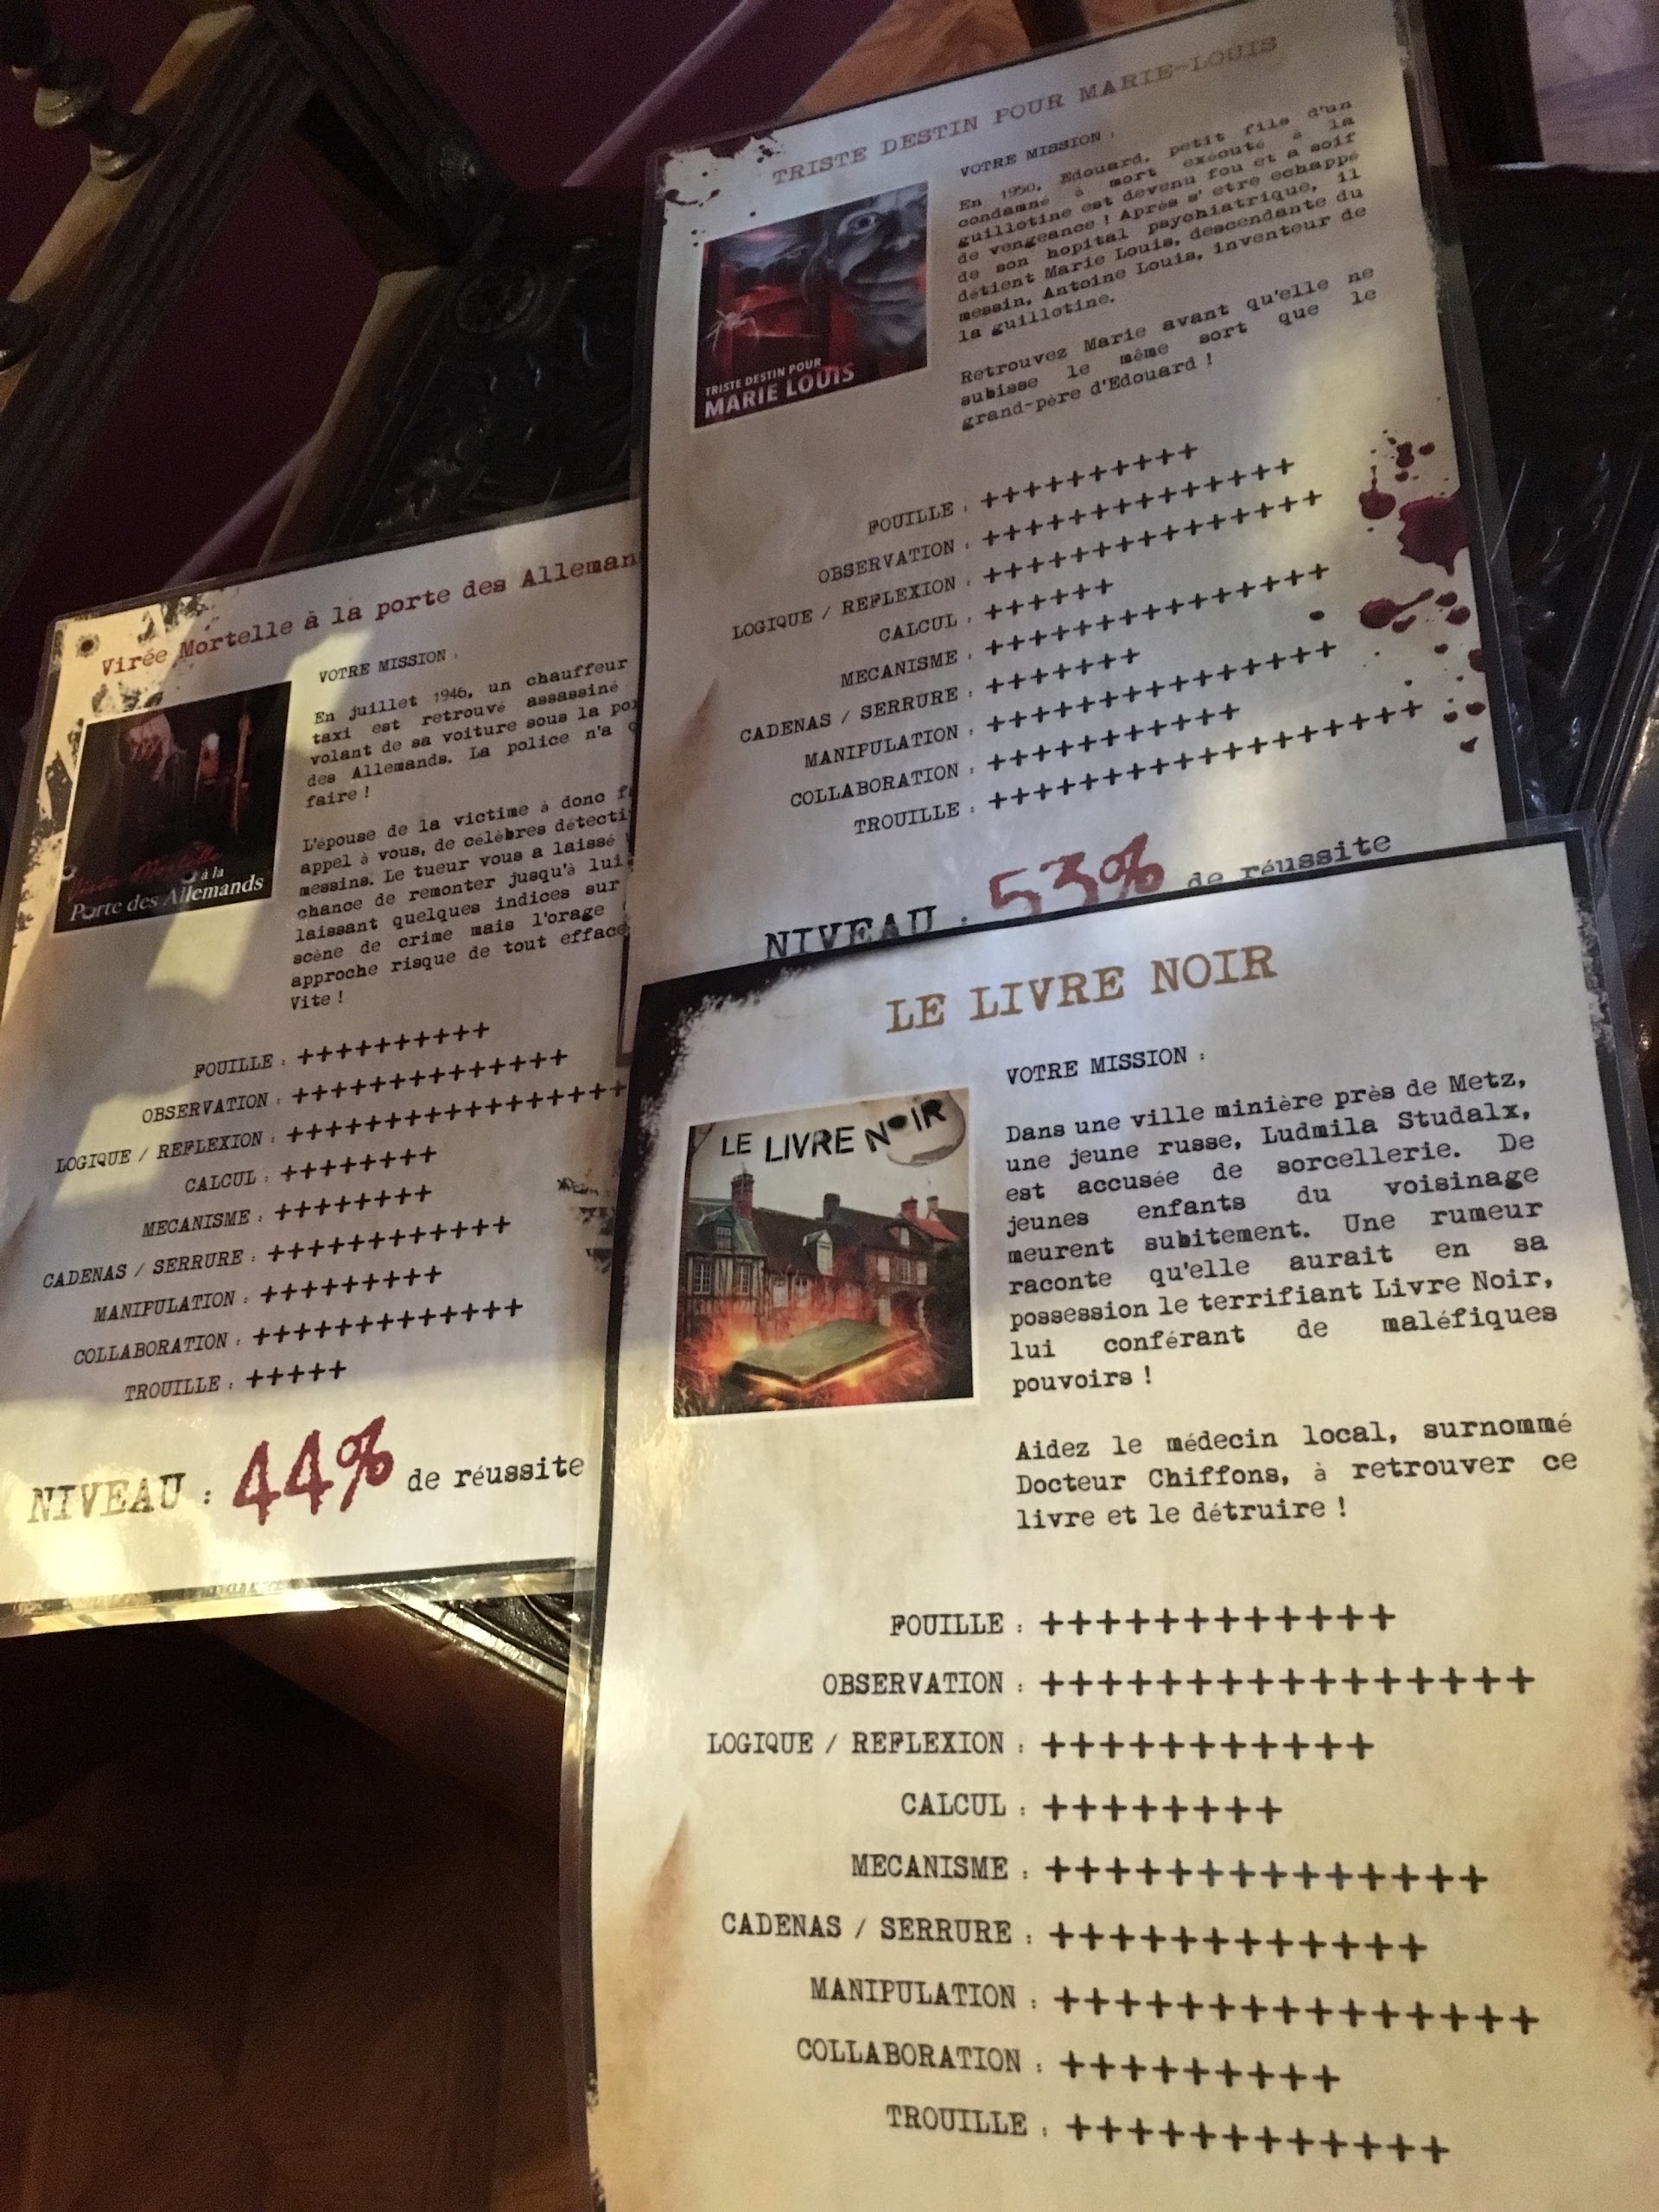 TRISTE DESTIN POUR MARIE-LOUIS
VOTRE MISSION :
En 1950, Edouard, petit fils d'un
condamné à mort exécuté à la
guillotine est devenu fou et a soif
de vengeance ! Après s' etre echappé
de son hopital psychiatrique, il
détient Marie Louis, descendante du
messin, Antoine Louis, inventeur de
la guillotine.
Retrouvez Marie avant qu'elle ne
subisse le même sort que le
grand-père d'Edouard !
TRISTE DESTIN POUR
MARIE LOUIS
FOUILLE : ++++++++++
OBSERVATION : ++++++++++++++
LOGIQUE / REFLEXION : +++++++++++++++
CALCUL : ++++++
MECANISME : +++++++++++++++
CADENAS / SERRURE : +++++++
MANIPULATION : +++++++++++++++
COLLABORATION : +++++++++++
TROUILLE : ++++++++++++++++++
NIVEAU : 53% de réussite
Virée Mortelle à la porte des Alleman
VOTRE MISSION :
En juillet 1946, un chauffeur
taxi est retrouvé assassiné
volant de sa voiture sous la po
des Allemands. La police n'a
faire !
L'épouse de la victime à donc f
appel à vous, de célèbres détecti
messins. Le tueur vous a laissé
chance de remonter jusqu'à lui
laissant quelques indices sur
scène de crime mais l'orage
approche risque de tout efface
Vite !
Virée Mortelle
à la
Porte des Allemands
FOUILLE : ++++++++++
OBSERVATION : ++++++++++++++
LOGIQUE / REFLEXION : +++++++++++++++++
CALCUL : ++++++++
MECANISME : ++++++++
CADENAS / SERRURE : ++++++++++++
MANIPULATION : +++++++++
COLLABORATION : +++++++++++++
TROUILLE : +++++
NIVEAU : 44% de réussite
LE LIVRE NOIR
VOTRE MISSION :
LE LIVRE NOIR
Dans une ville minière près de Metz,
une jeune russe, Ludmila Studalx,
est accusée de sorcellerie. De
jeunes enfants du voisinage
meurent subitement. Une rumeur
raconte qu'elle aurait en sa
possession le terrifiant Livre Noir,
lui conférant de maléfiques
pouvoirs !
Aidez le médecin local, surnommé
Docteur Chiffons, à retrouver ce
livre et le détruire !
FOUILLE : ++++++++++++
OBSERVATION : ++++++++++++++++
LOGIQUE / REFLEXION : +++++++++++
CALCUL : ++++++++
MECANISME : ++++++++++++++
CADENAS / SERRURE : ++++++++++++
MANIPULATION : +++++++++++++++
COLLABORATION : +++++++++
TROUILLE : ++++++++++++